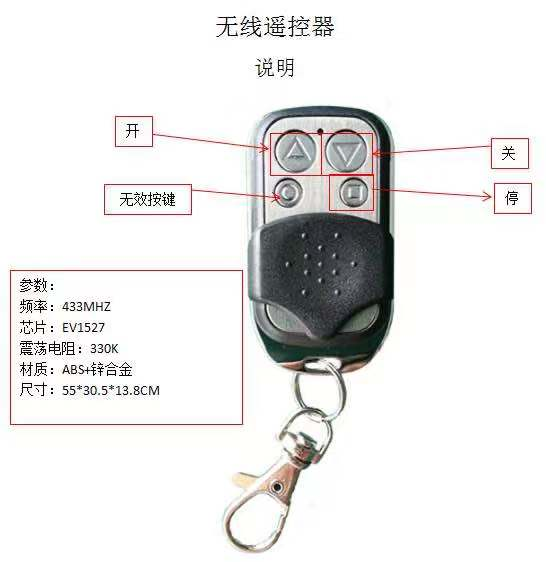 无线遥控器
说明
开
关
无效按键
停
参数：
频率：433MHZ
芯片：EV1527
震荡电阻：330K
材质：ABS+锌合金
尺寸：55*30.5*13.8CM